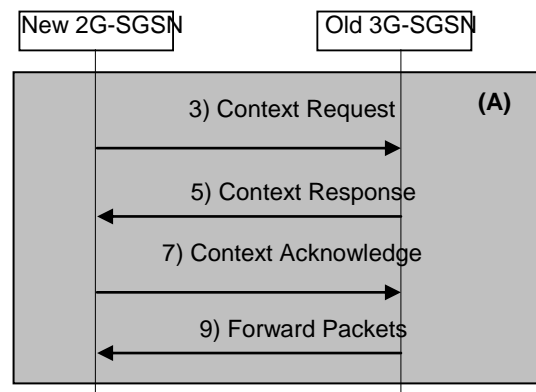 New 2G-SGSN
Old 3G-SGSN
(A)
3) Context Request
5) Context Response
7) Context Acknowledge
9) Forward Packets